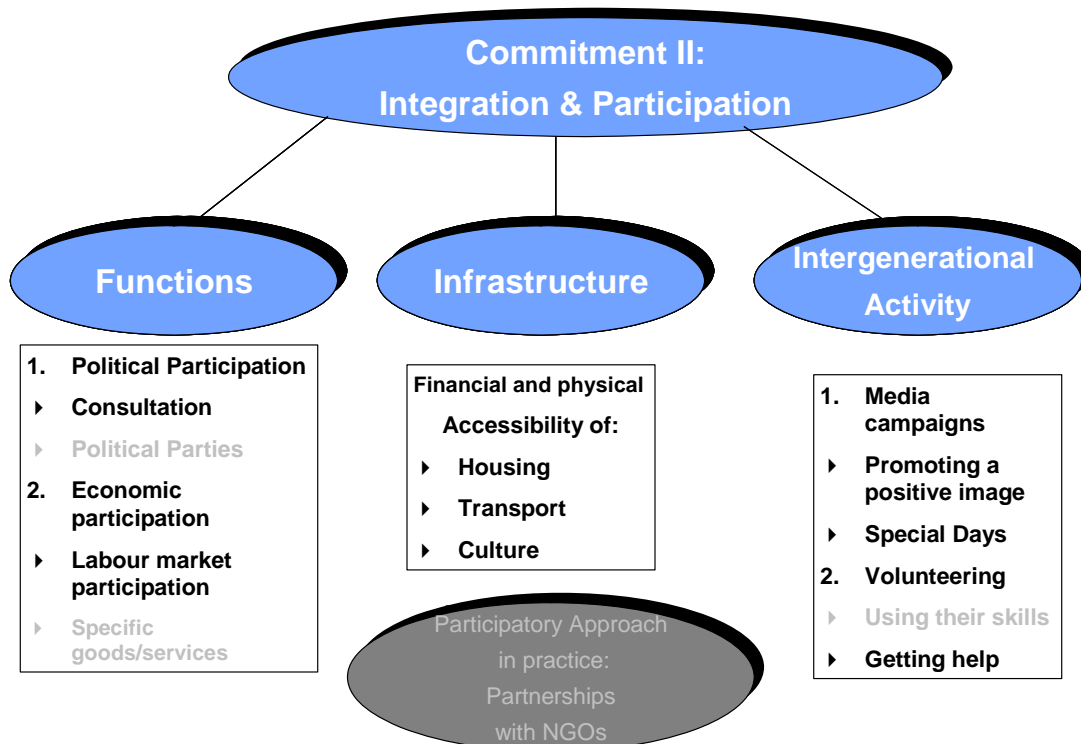 Commitment II:
Integration & Participation
Functions
Infrastructure
Intergenerational
Activity
1. Political Participation
Consultation
Political Parties
2. Economic
participation
Labour market
participation
Specific
goods/services
Financial and physical
Accessibility of:
Housing
Transport
Culture
1. Media
campaigns
Promoting a
positive image
Special Days
2. Volunteering
Using their skills
Getting help
Participatory Approach
in practice:
Partnerships
with NGOs